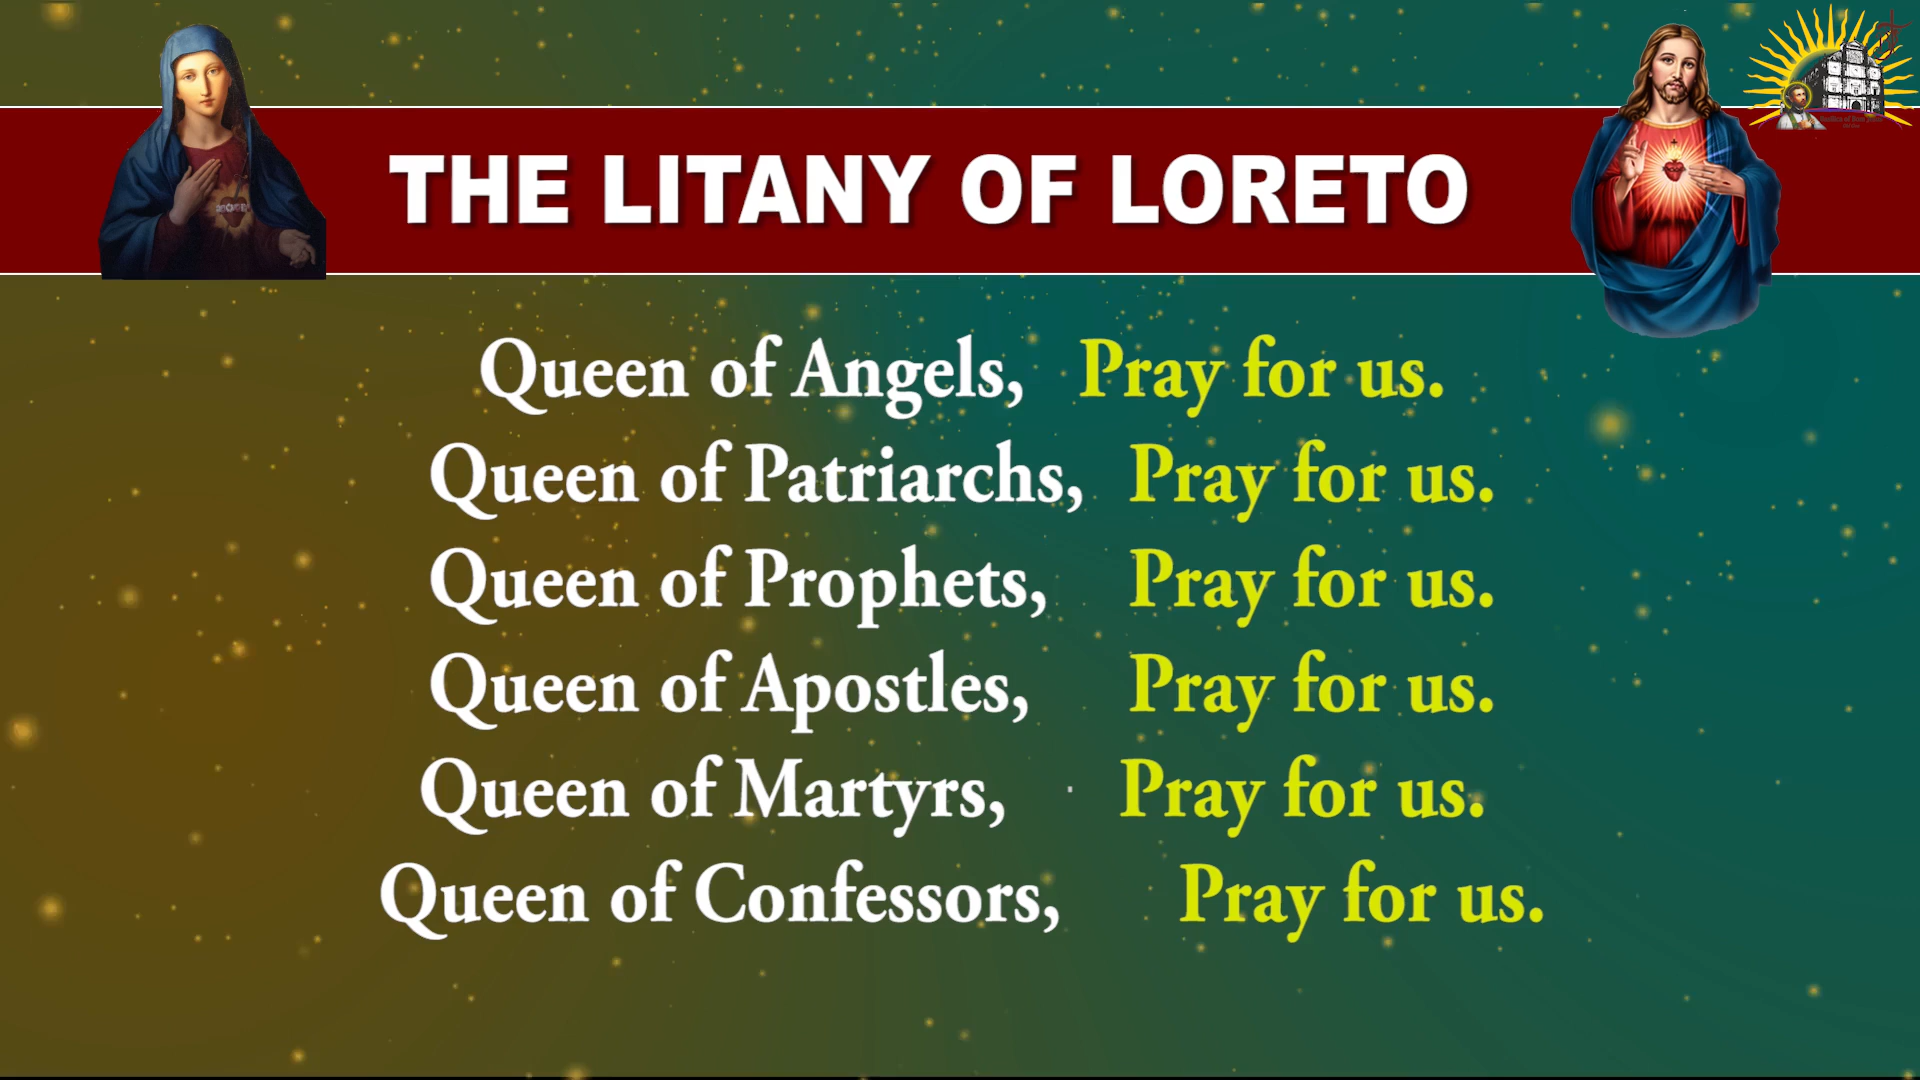 THE LITANY OF LORETO
Queen of Angels, Pray for us.
Queen of Patriarchs, Pray for us.
Queen of Prophets, Pray for us.
Queen of Apostles, Pray for us.
Queen of Martyrs, Pray for us.
Queen of Confessors, Pray for us.